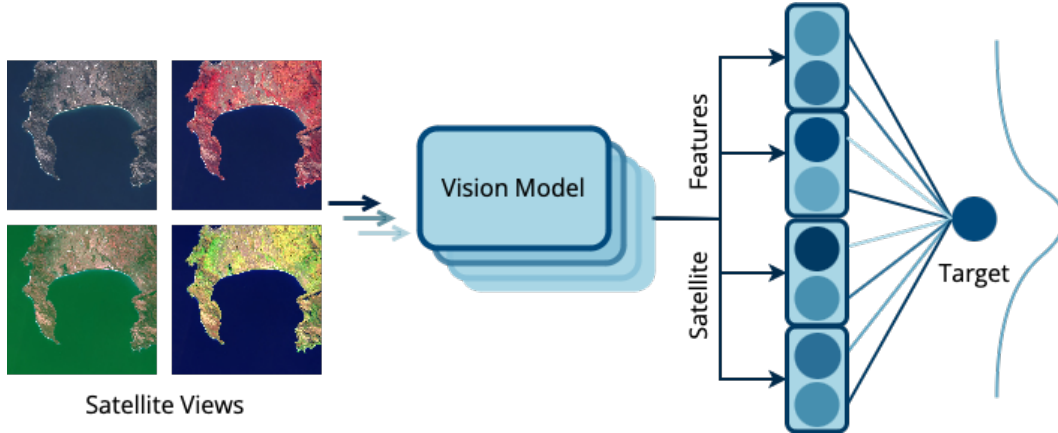 Satellite Views
Vision Model
Satellite Features
Target